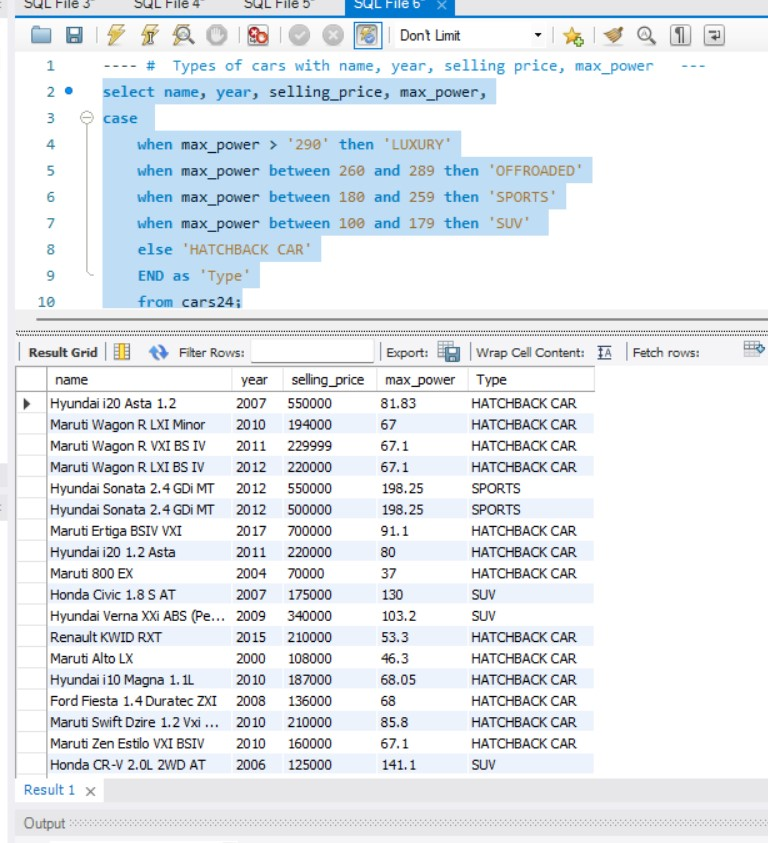 SQL File 3* SQL File 4* SQL File 5* SQL File 6* ×
Don't Limit
1 ---- # Types of cars with name, year, selling price, max_power ---
2 select name, year, selling_price, max_power,
3 case
4 when max_power > '290' then 'LUXURY'
5 when max_power between 260 and 289 then 'OFFROADED'
6 when max_power between 180 and 259 then 'SPORTS'
7 when max_power between 100 and 179 then 'SUV'
8 else 'HATCHBACK CAR'
9 END as 'Type'
10 from cars24;
Result Grid Filter Rows: Export: Wrap Cell Content: IA Fetch rows:
name year selling_price max_power Type
Hyundai i20 Asta 1.2 2007 550000 81.83 HATCHBACK CAR
Maruti Wagon R LXI Minor 2010 194000 67 HATCHBACK CAR
Maruti Wagon R VXI BS IV 2011 229999 67.1 HATCHBACK CAR
Maruti Wagon R LXI BS IV 2012 220000 67.1 HATCHBACK CAR
Hyundai Sonata 2.4 GDi MT 2012 550000 198.25 SPORTS
Hyundai Sonata 2.4 GDi MT 2012 500000 198.25 SPORTS
Maruti Ertiga BSIV VXI 2017 700000 91.1 HATCHBACK CAR
Hyundai i20 1.2 Asta 2011 220000 80 HATCHBACK CAR
Maruti 800 EX 2004 70000 37 HATCHBACK CAR
Honda Civic 1.8 S AT 2007 175000 130 SUV
Hyundai Verna XXi ABS (Pe... 2009 340000 103.2 SUV
Renault KWID RXT 2015 210000 53.3 HATCHBACK CAR
Maruti Alto LX 2000 108000 46.3 HATCHBACK CAR
Hyundai i10 Magna 1.1L 2010 187000 68.05 HATCHBACK CAR
Ford Fiesta 1.4 Duratec ZXI 2008 136000 68 HATCHBACK CAR
Maruti Swift Dzire 1.2 Vxi ... 2010 210000 85.8 HATCHBACK CAR
Maruti Zen Estilo VXI BSIV 2010 160000 67.1 HATCHBACK CAR
Honda CR-V 2.0L 2WD AT 2006 125000 141.1 SUV
Result 1 ×
Output